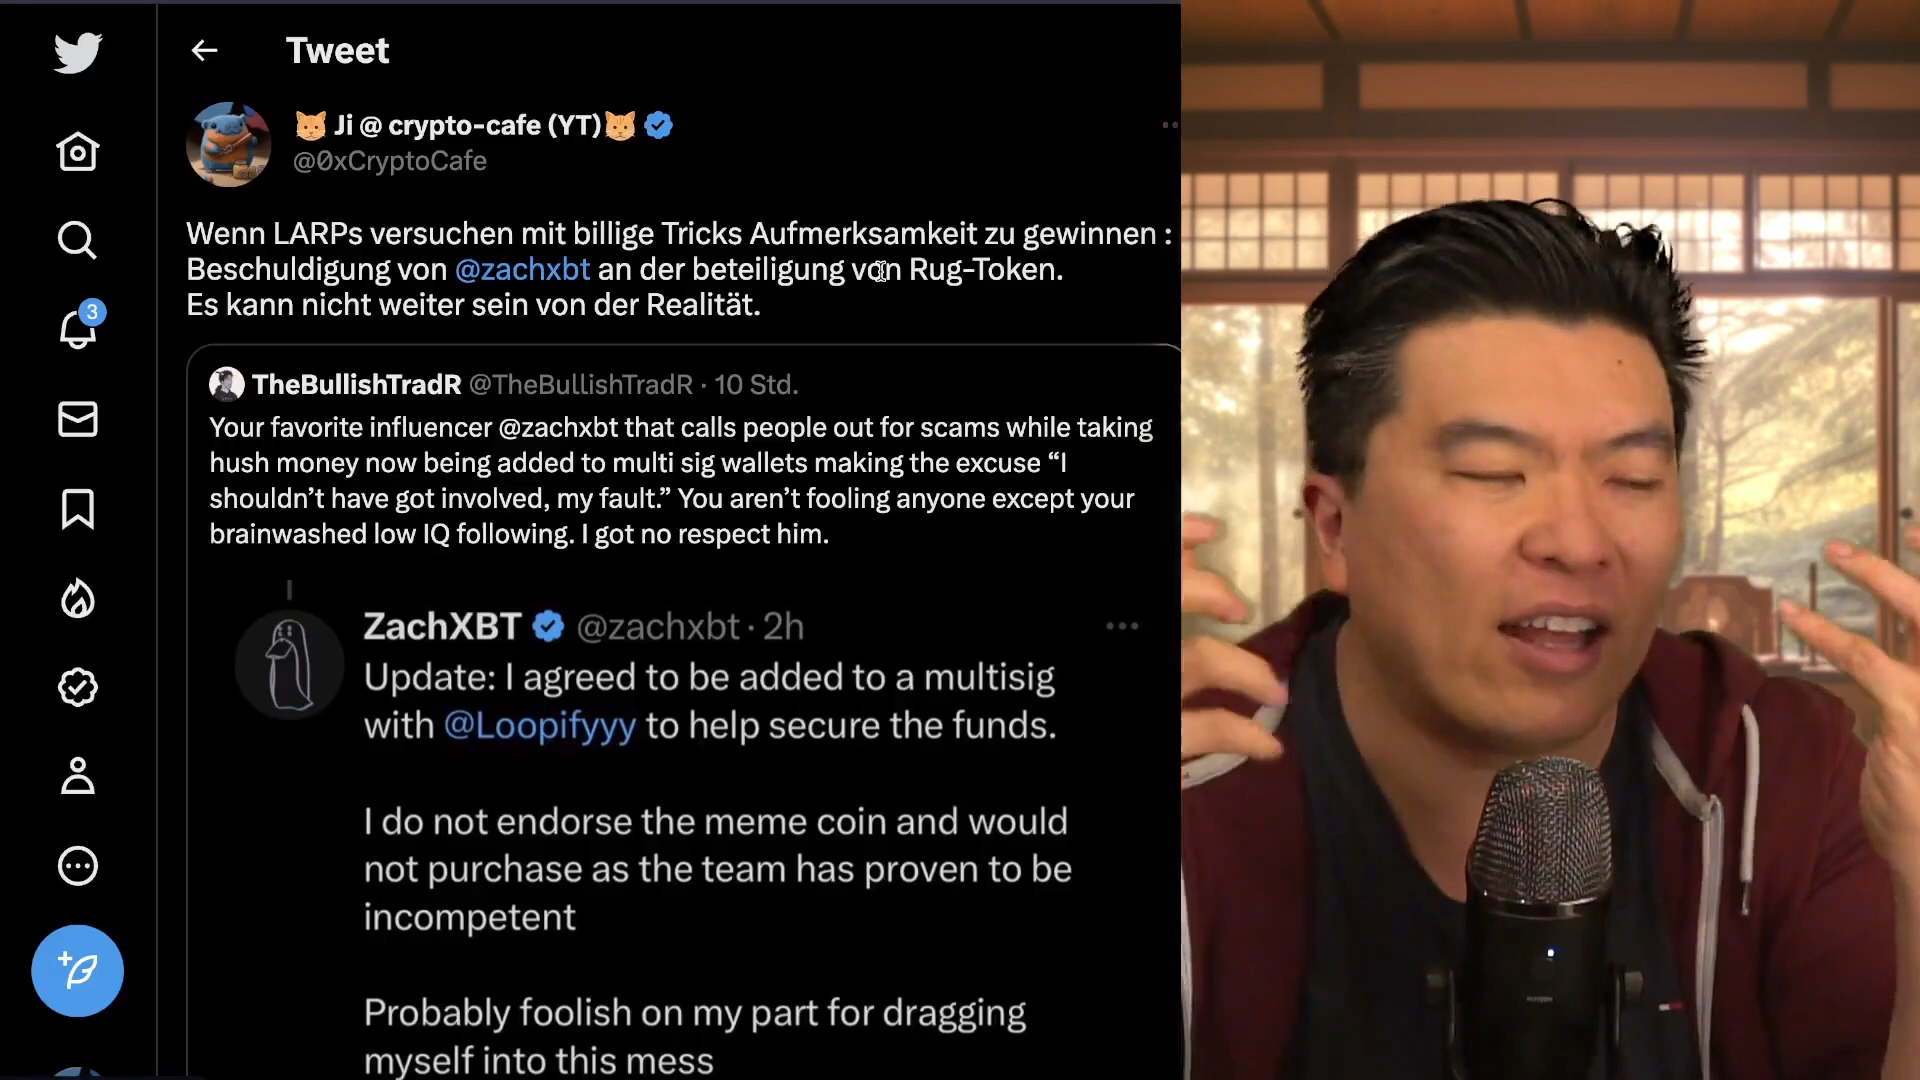 Tweet
🐱 Ji @ crypto-cafe (YT)🐱
@0xCryptoCafe
Wenn LARPs versuchen mit billige Tricks Aufmerksamkeit zu gewinnen :
Beschuldigung von @zachxbt an der beteiligung von Rug-Token.
Es kann nicht weiter sein von der Realität.
3
TheBullishTradR @TheBullishTradR · 10 Std.
Your favorite influencer @zachxbt that calls people out for scams while taking
hush money now being added to multi sig wallets making the excuse “I
shouldn’t have got involved, my fault.” You aren’t fooling anyone except your
brainwashed low IQ following. I got no respect him.
ZachXBT @zachxbt · 2h
Update: I agreed to be added to a multisig
with @Loopifyyy to help secure the funds.
I do not endorse the meme coin and would
not purchase as the team has proven to be
incompetent
Probably foolish on my part for dragging
myself into this mess